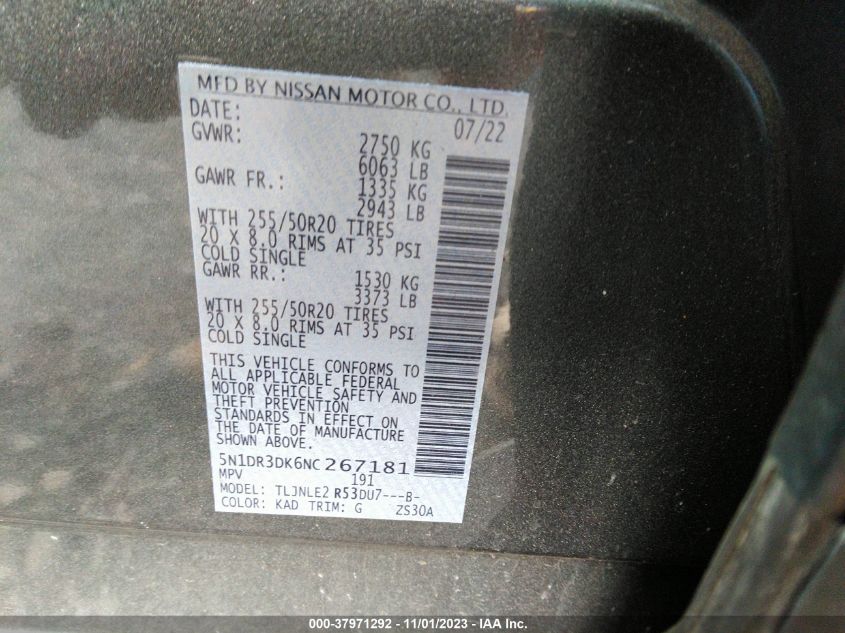 MFD BY NISSAN MOTOR CO., LTD.
DATE: 07/22
GVWR: 2750 KG
6063 LB
GAWR FR.: 1335 KG
2943 LB
WITH 255/50R20 TIRES
20 X 8.0 RIMS AT 35 PSI
COLD SINGLE
GAWR RR.: 1530 KG
3373 LB
WITH 255/50R20 TIRES
20 X 8.0 RIMS AT 35 PSI
COLD SINGLE
THIS VEHICLE CONFORMS TO
ALL APPLICABLE FEDERAL
MOTOR VEHICLE SAFETY AND
THEFT PREVENTION
STANDARDS IN EFFECT ON
THE DATE OF MANUFACTURE
SHOWN ABOVE.
5N1DR3DK6NC267181
MPV 191
MODEL: TLJNLE2 R53DU7---B-
COLOR: KAD TRIM: G ZS30A
000-37971292 - 11/01/2023 - IAA Inc.